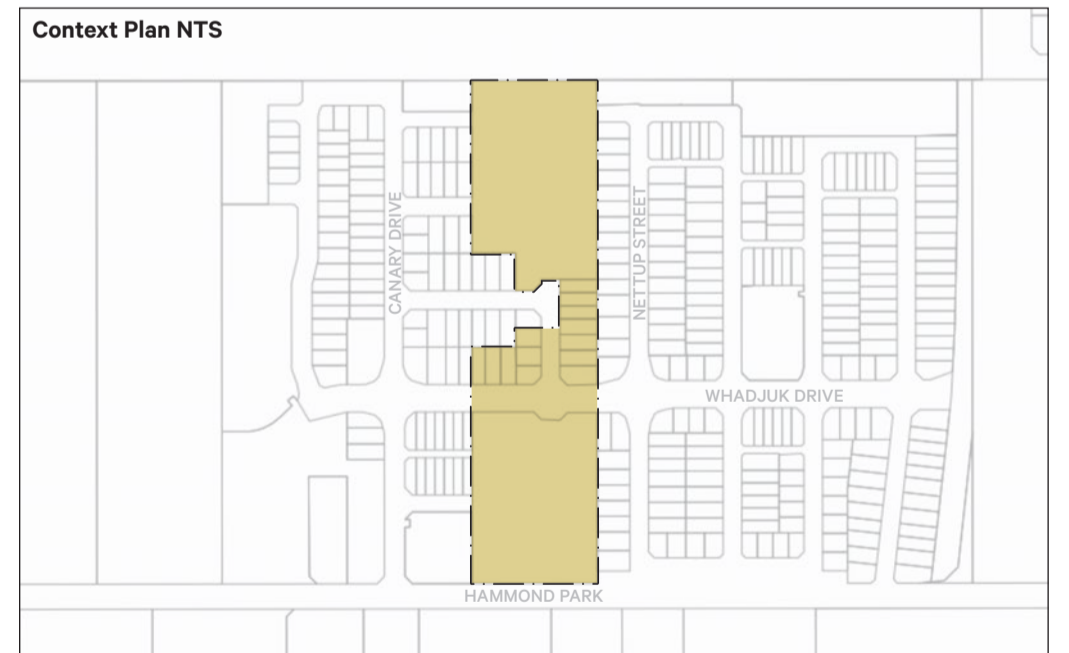 Context Plan NTS
CANARY DRIVE
NETTUP STREET
WHADJUK DRIVE
HAMMOND PARK